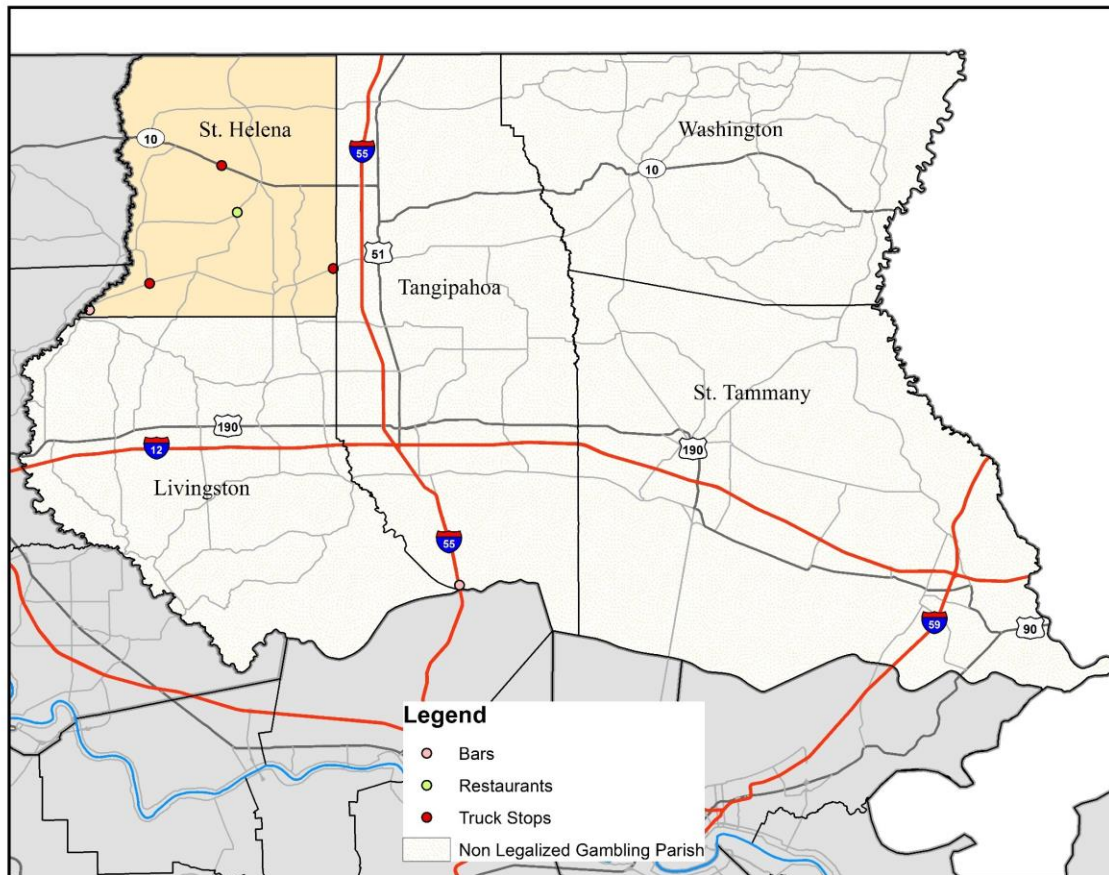 St. Helena
Washington
10
55
10
51
Tangipahoa
St. Tammany
190
190
12
Livingston
55
59
90
Legend
Bars
Restaurants
Truck Stops
Non Legalized Gambling Parish